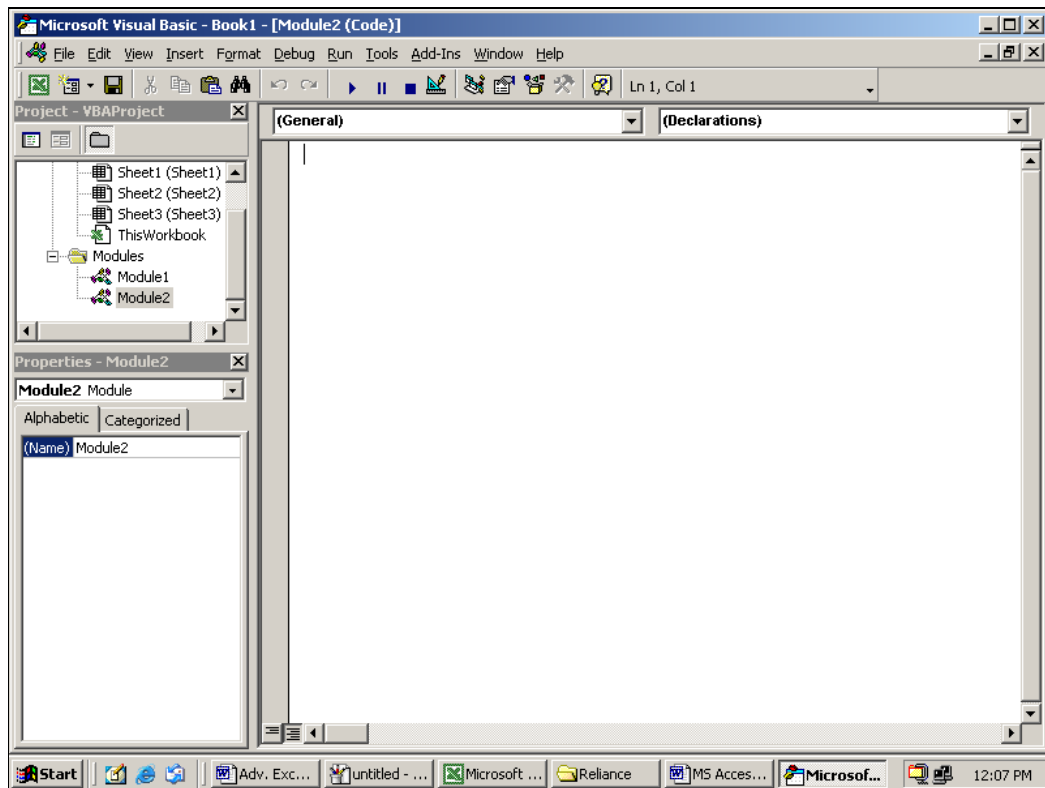 Microsoft Visual Basic - Book1 - [Module2 (Code)]
File Edit View Insert Format Debug Run Tools Add-Ins Window Help
Ln 1, Col 1
Project - VBAProject
(General)
(Declarations)
Sheet1 (Sheet1)
Sheet2 (Sheet2)
Sheet3 (Sheet3)
ThisWorkbook
Modules
Module1
Module2
Properties - Module2
Module2 Module
Alphabetic Categorized
(Name) Module2
Start Adv. Exc... untitled - ... Microsoft ... Reliance MS Acces... Microsof... 12:07 PM